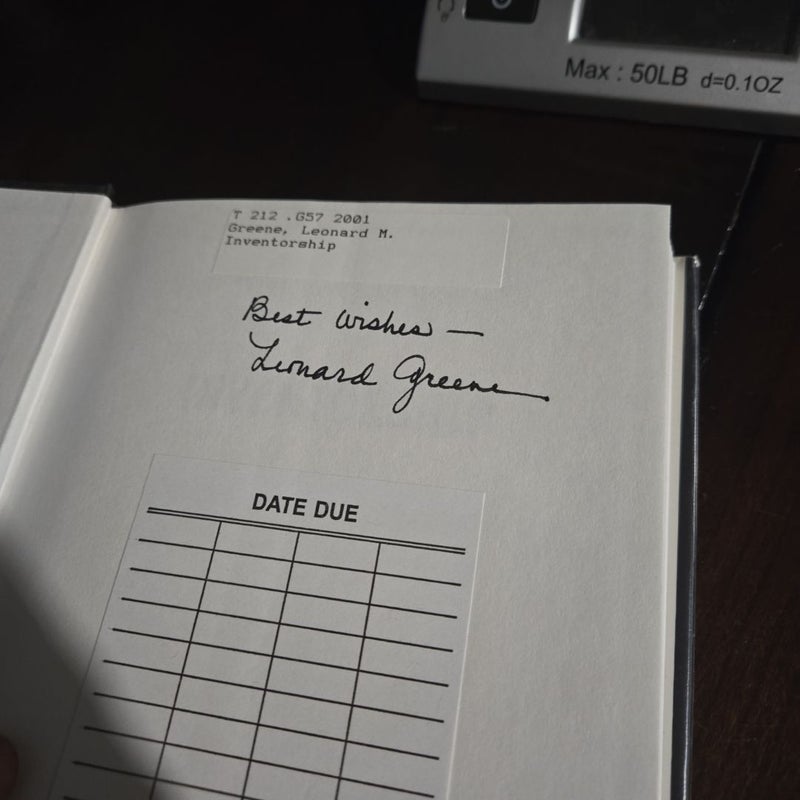 Max : 50LB d=0.1OZ
T 212 .G57 2001
Greene, Leonard M.
Inventorship
Best wishes —
Leonard Greene
DATE DUE